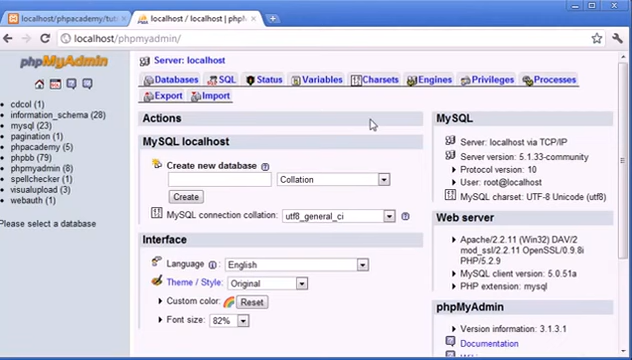 localhost/phpacademy/tut
localhost / localhost | phpM
localhost/phpmyadmin/
phpMyAdmin
cdcol (1)
information_schema (28)
mysql (23)
pagination (1)
phpacademy (5)
phpbb (79)
phpmyadmin (8)
spellchecker (1)
visualupload (3)
webauth (1)
Please select a database
Server: localhost
Databases SQL Status Variables Charsets Engines Privileges Processes
Export Import
Actions
MySQL localhost
Create new database
Collation
Create
MySQL connection collation: utf8_general_ci
Interface
Language : English
Theme / Style: Original
Custom color: Reset
Font size: 82%
MySQL
Server: localhost via TCP/IP
Server version: 5.1.33-community
Protocol version: 10
User: root@localhost
MySQL charset: UTF-8 Unicode (utf8)
Web server
Apache/2.2.11 (Win32) DAV/2
mod_ssl/2.2.11 OpenSSL/0.9.8i
PHP/5.2.9
MySQL client version: 5.0.51a
PHP extension: mysql
phpMyAdmin
Version information: 3.1.3.1
Documentation